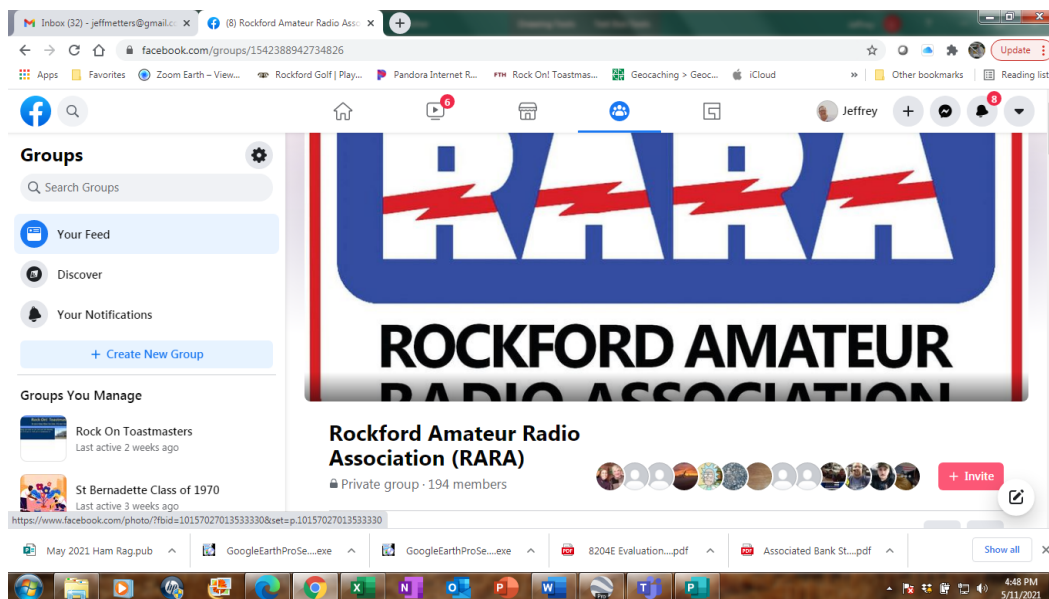 Inbox (32) - jeffmetters@gmail.c
(8) Rockford Amateur Radio Asso
facebook.com/groups/1542388942734826
Update
Apps
Favorites
Zoom Earth – View...
Rockford Golf | Play...
Pandora Internet R...
FTH Rock On! Toastmas...
Geocaching > Geoc...
iCloud
»
Other bookmarks
Reading list
6
Jeffrey
8
Groups
Search Groups
Your Feed
Discover
Your Notifications
+ Create New Group
Groups You Manage
Rock On Toastmasters
Last active 2 weeks ago
St Bernadette Class of 1970
Last active 3 weeks ago
RARA
ROCKFORD AMATEUR
RADIO ASSOCIATION
Rockford Amateur Radio
Association (RARA)
Private group · 194 members
+ Invite
https://www.facebook.com/photo/?fbid=10157027013533330&set=p.10157027013533330
May 2021 Ham Rag.pub
GoogleEarthProSe....exe
GoogleEarthProSe....exe
8204E Evaluation....pdf
Associated Bank St....pdf
Show all
4:48 PM
5/11/2021